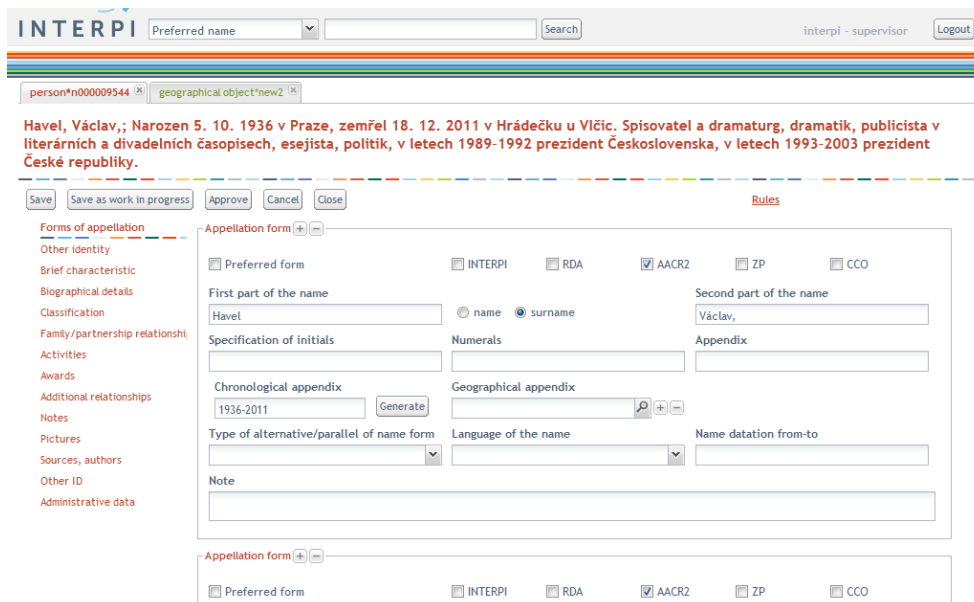 INTERPI Preferred name Search interpi - supervisor Logout
person*n000009544 geographical object*new2
Havel, Václav,; Narozen 5. 10. 1936 v Praze, zemřel 18. 12. 2011 v Hrádečku u Vlčic. Spisovatel a dramaturg, dramatik, publicista v
literárních a divadelních časopisech, esejista, politik, v letech 1989-1992 prezident Československa, v letech 1993-2003 prezident
České republiky.
Save Save as work in progress Approve Cancel Close Rules
Forms of appellation
Other identity
Brief characteristic
Biographical details
Classification
Family/partnership relationshi
Activities
Awards
Additional relationships
Notes
Pictures
Sources, authors
Other ID
Administrative data
Appellation form + −
Preferred form INTERPI RDA AACR2 ZP CCO
First part of the name Second part of the name
Havel name surname Václav,
Specification of initials Numerals Appendix
Chronological appendix Geographical appendix
1936-2011 Generate + −
Type of alternative/parallel of name form Language of the name Name datation from-to
Note
Appellation form + −
Preferred form INTERPI RDA AACR2 ZP CCO